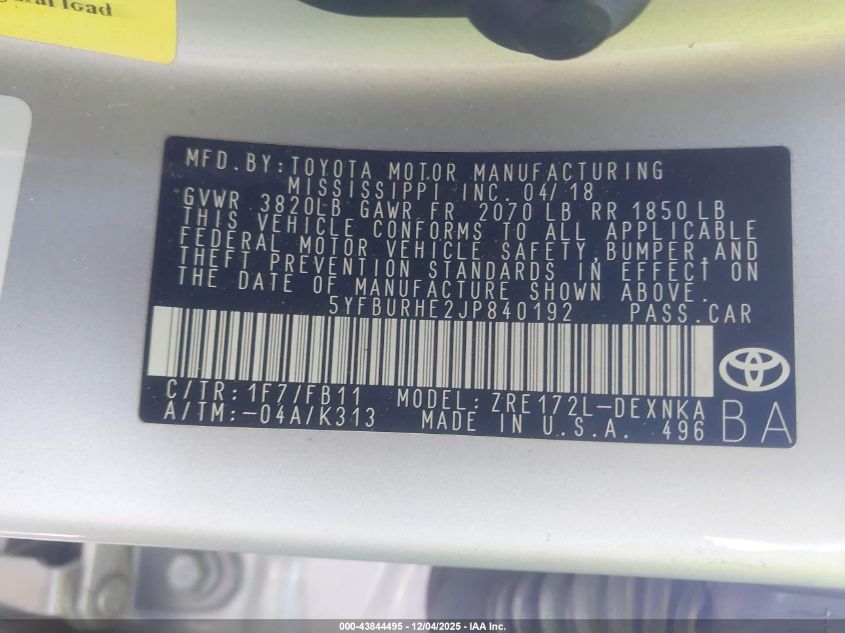 ural load
MFD.BY:TOYOTA MOTOR MANUFACTURING
MISSISSIPPI INC. 04/18
GVWR 3820LB GAWR FR 2070 LB RR 1850 LB
THIS VEHICLE CONFORMS TO ALL APPLICABLE
FEDERAL MOTOR VEHICLE SAFETY,BUMPER,AND
THEFT PREVENTION STANDARDS IN EFFECT ON
THE DATE OF MANUFACTURE SHOWN ABOVE.
5YFBURHE2JP840192 PASS.CAR
C/TR:1F7/FB11 MODEL:ZRE172L-DEXNKA
A/TM:-04A/K313 MADE IN U.S.A. 496 BA
000-43844495 - 12/04/2025 - IAA Inc.